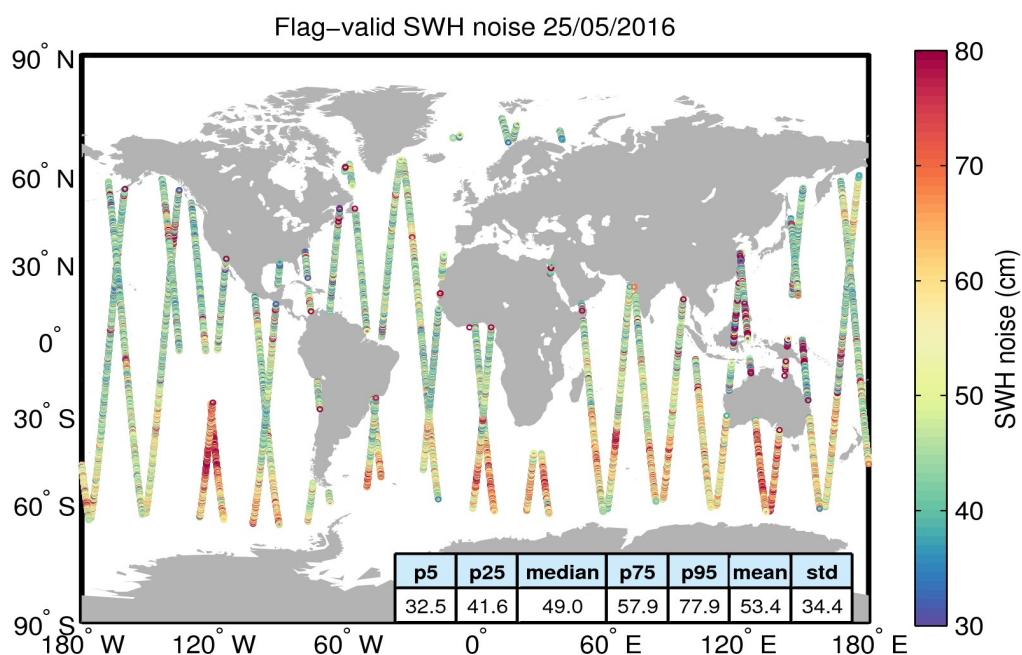 Flag−valid SWH noise 25/05/2016
90° N
60° N
30° N
0°
30° S
60° S
90° S
180° W
120° W
60° W
0°
60° E
120° E
180° E
p5 p25 median p75 p95 mean std
32.5 41.6 49.0 57.9 77.9 53.4 34.4
80
70
60
50
40
30
SWH noise (cm)